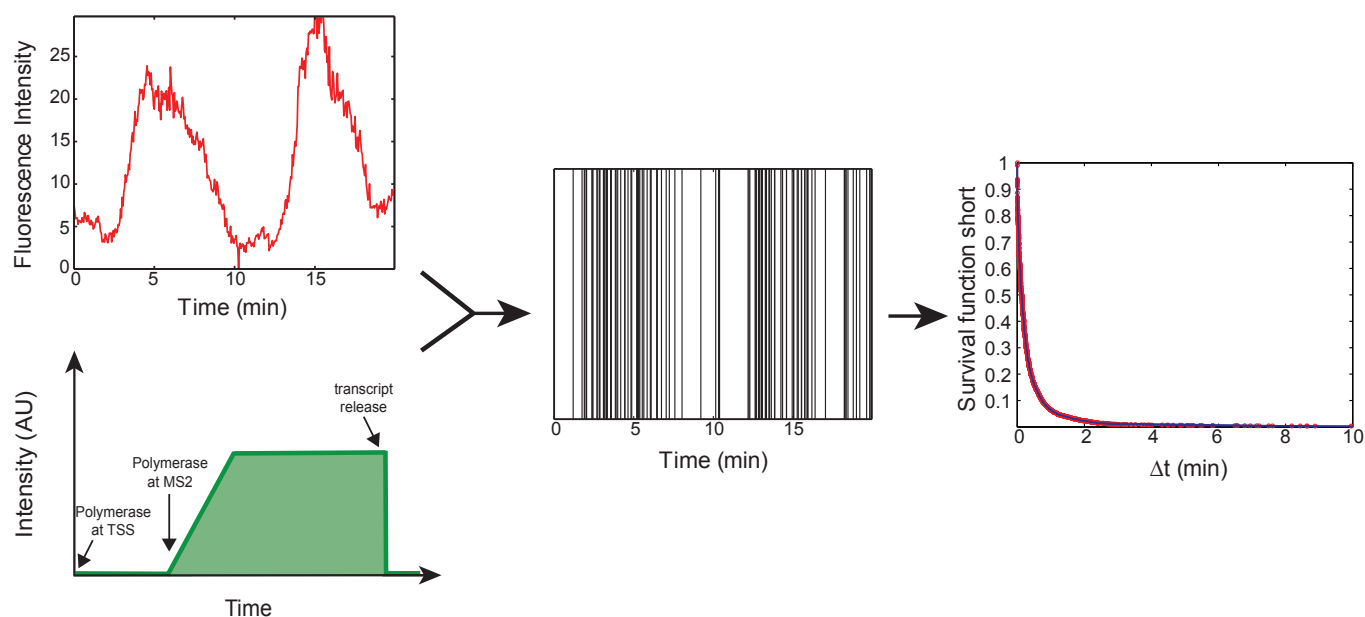 Fluorescence Intensity
25
20
15
10
5
0
0 5 10 15
Time (min)
Intensity (AU)
Polymerase
at TSS
Polymerase
at MS2
transcript
release
Time
0 5 10 15
Time (min)
Survival function short
1
0.9
0.8
0.7
0.6
0.5
0.4
0.3
0.2
0.1
0 2 4 6 8 10
Δt (min)